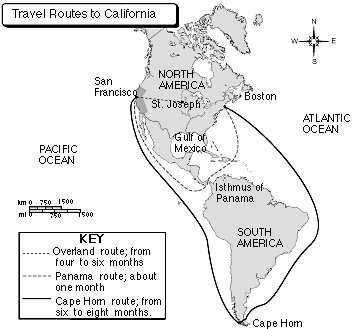 Travel Routes to California
N
W
E
S
NORTH
AMERICA
San
Francisco
St. Joseph
Boston
ATLANTIC
OCEAN
Gulf of
Mexico
PACIFIC
OCEAN
Isthmus of
Panama
km 0 750 1500
mi 0 750 1500
SOUTH
AMERICA
KEY
Overland route; from
four to six months
Panama route; about
one month
Cape Horn route; from
six to eight months.
Cape Horn